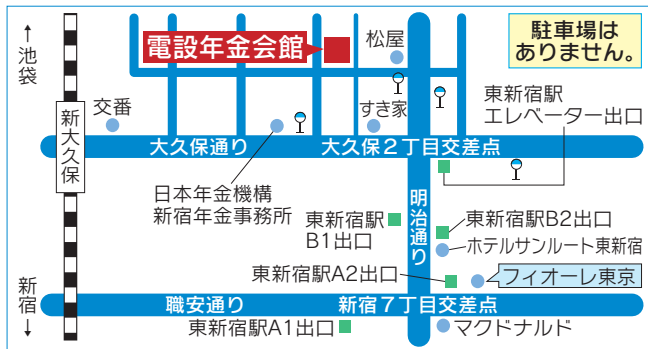 ↑池袋
電設年金会館
松屋
駐車場は
ありません。
東新宿駅
エレベーター出口
交番
すき家
新大久保
大久保通り
大久保2丁目交差点
日本年金機構
新宿年金事務所
明治通り
東新宿駅
B1出口
東新宿駅B2出口
ホテルサンルート東新宿
東新宿駅A2出口
フィオーレ東京
新宿↓
職安通り
新宿7丁目交差点
東新宿駅A1出口
マクドナルド